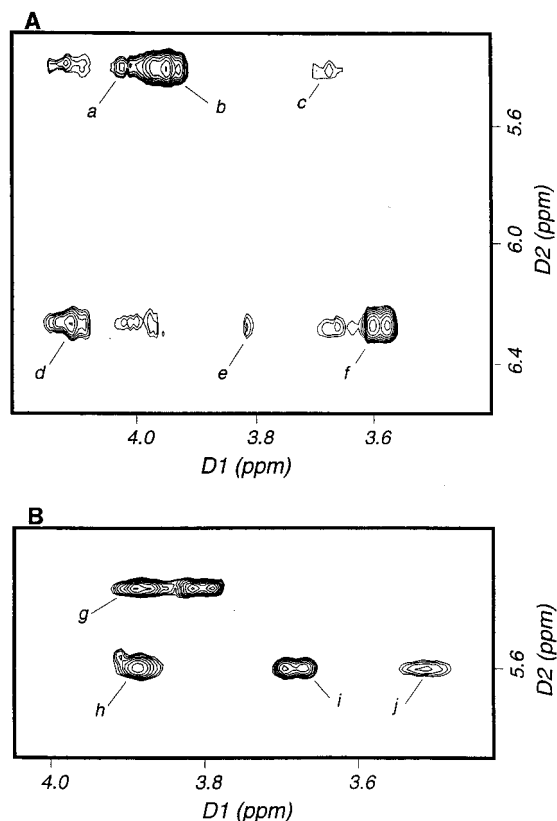 A
a
b
c
5.6
6.0
D2 (ppm)
6.4
d
e
f
4.0
3.8
3.6
D1 (ppm)
B
g
h
i
j
5.6
D2 (ppm)
4.0
3.8
3.6
D1 (ppm)